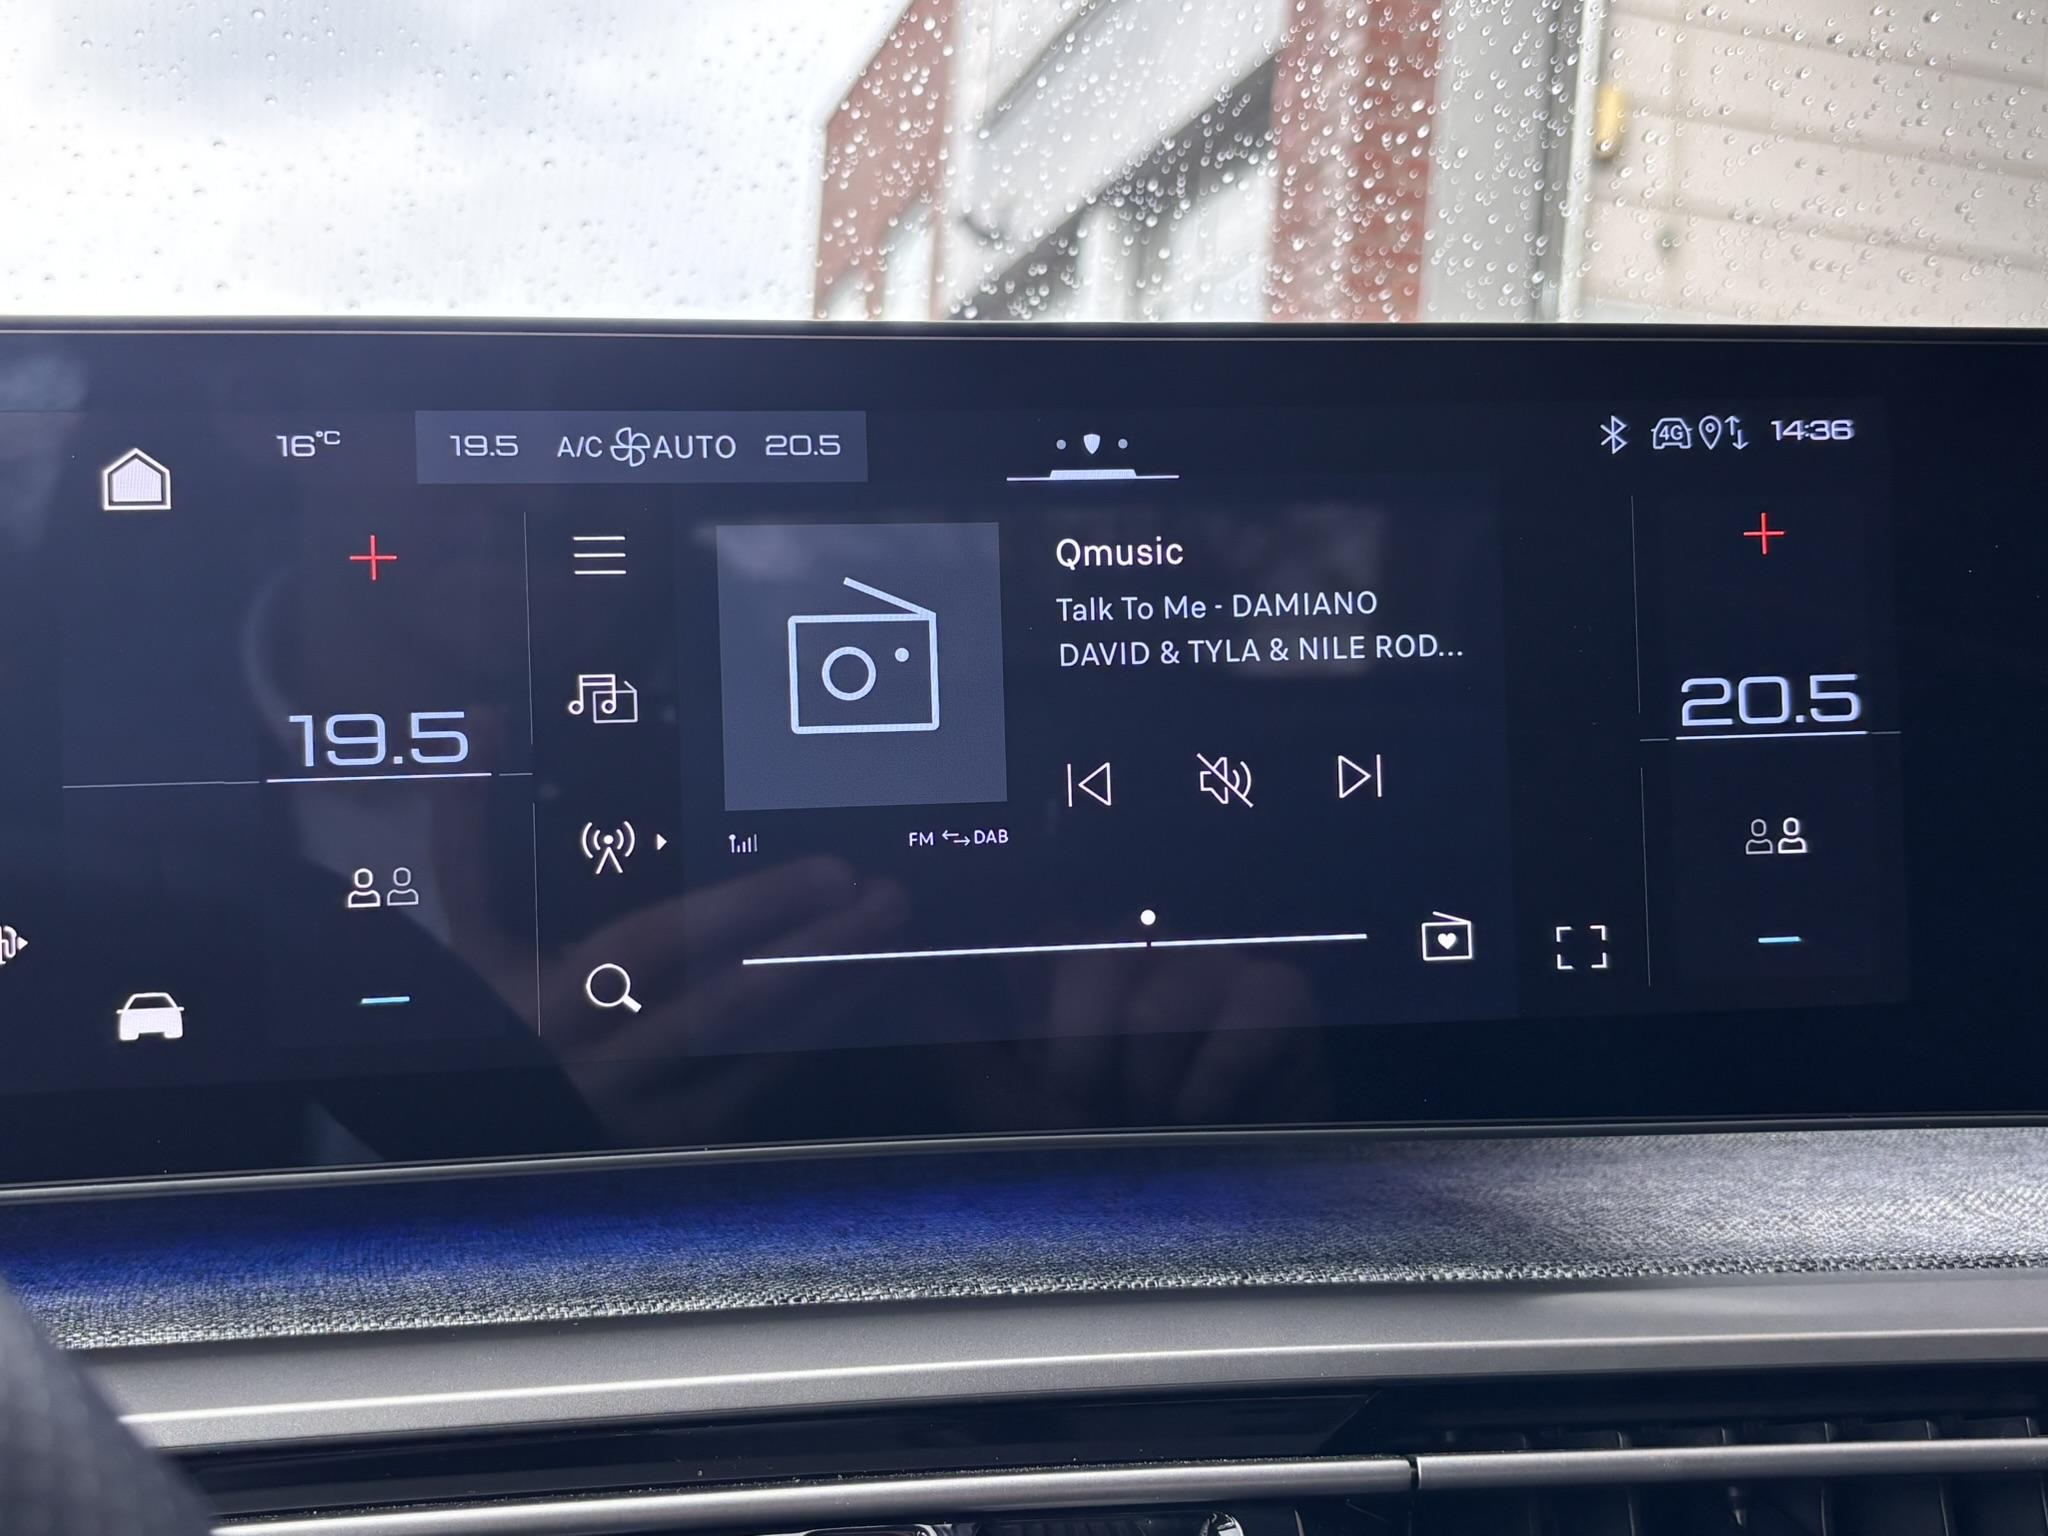 16°C
19.5 A/C AUTO 20.5
4G 14:36
Qmusic
Talk To Me - DAMIANO
DAVID & TYLA & NILE ROD...
19.5
20.5
FM DAB